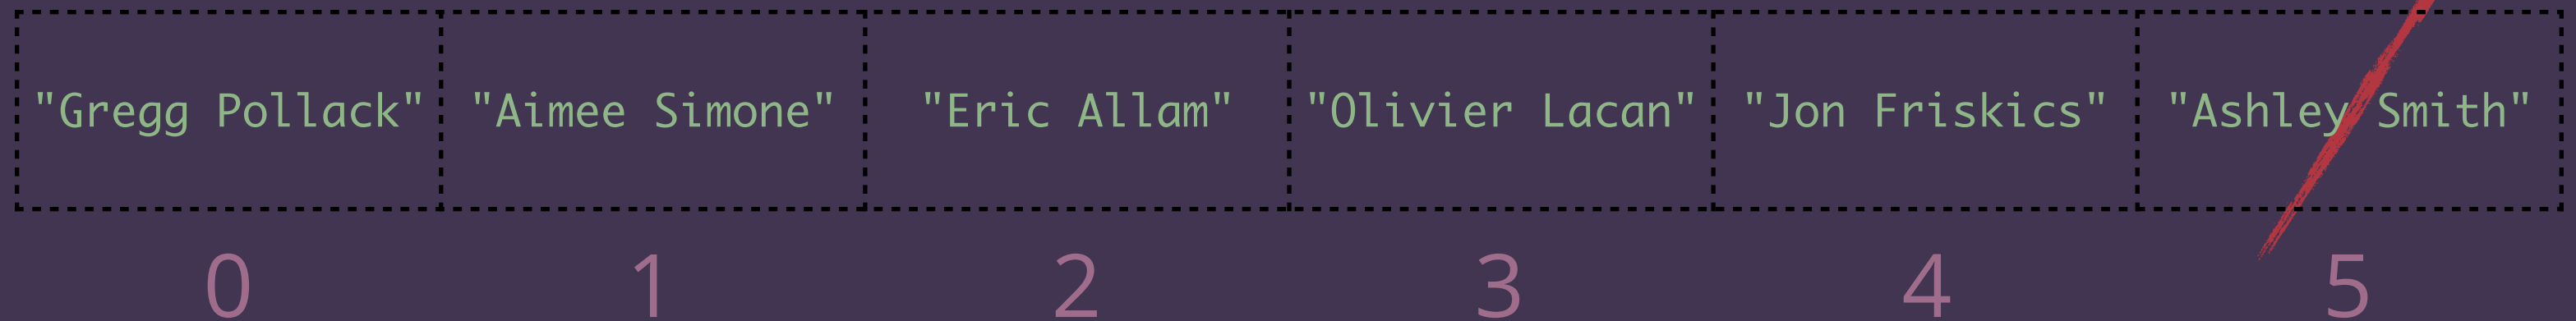 "Gregg Pollack" "Aimee Simone" "Eric Allam" "Olivier Lacan" "Jon Friskics" "Ashley Smith"
0 1 2 3 4 5